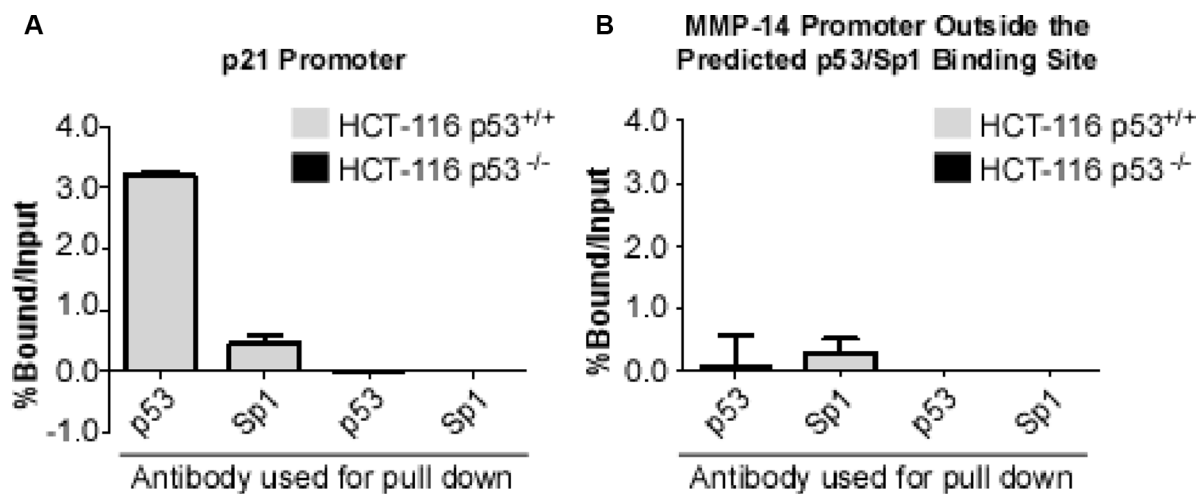 A
p21 Promoter
HCT-116 p53+/+
HCT-116 p53 -/-
%Bound/Input
4.0
3.0
2.0
1.0
0.0
-1.0
p53
Sp1
p53
Sp1
Antibody used for pull down
B
MMP-14 Promoter Outside the
Predicted p53/Sp1 Binding Site
HCT-116 p53+/+
HCT-116 p53 -/-
%Bound/Input
4.0
3.0
2.0
1.0
0.0
p53
Sp1
p53
Sp1
Antibody used for pull down